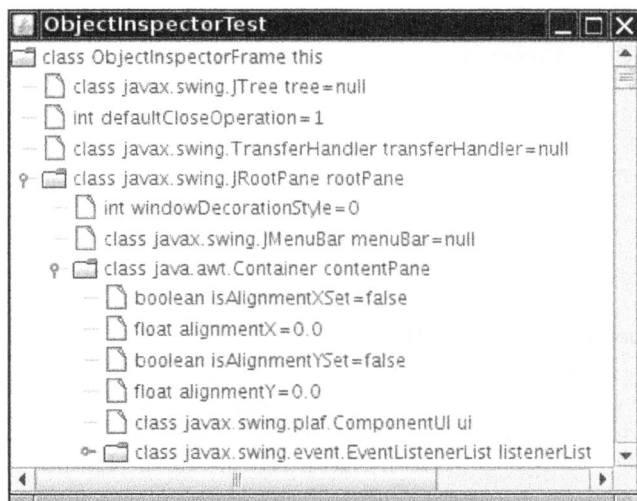 ObjectInspectorTest
class ObjectInspectorFrame this
class javax.swing.JTree tree=null
int defaultCloseOperation=1
class javax.swing.TransferHandler transferHandler=null
class javax.swing.JRootPane rootPane
int windowDecorationStyle=0
class javax.swing.JMenuBar menuBar=null
class java.awt.Container contentPane
boolean isAlignmentXSet=false
float alignmentX=0.0
boolean isAlignmentYSet=false
float alignmentY=0.0
class javax.swing.plaf.ComponentUI ui
class javax.swing.event.EventListenerList listenerList